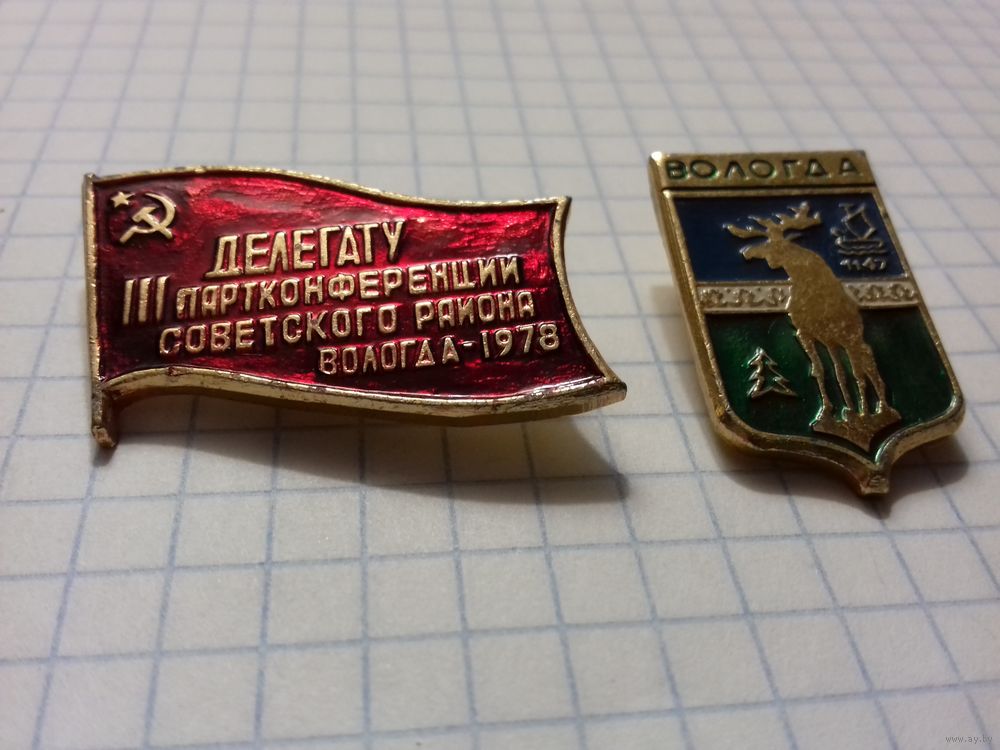 ДЕЛЕГАТУ
III ПАРТКОНФЕРЕНЦИИ
СОВЕТСКОГО РАЙОНА
ВОЛОГДА-1978
ВОЛОГДА
1147
www.ay.by